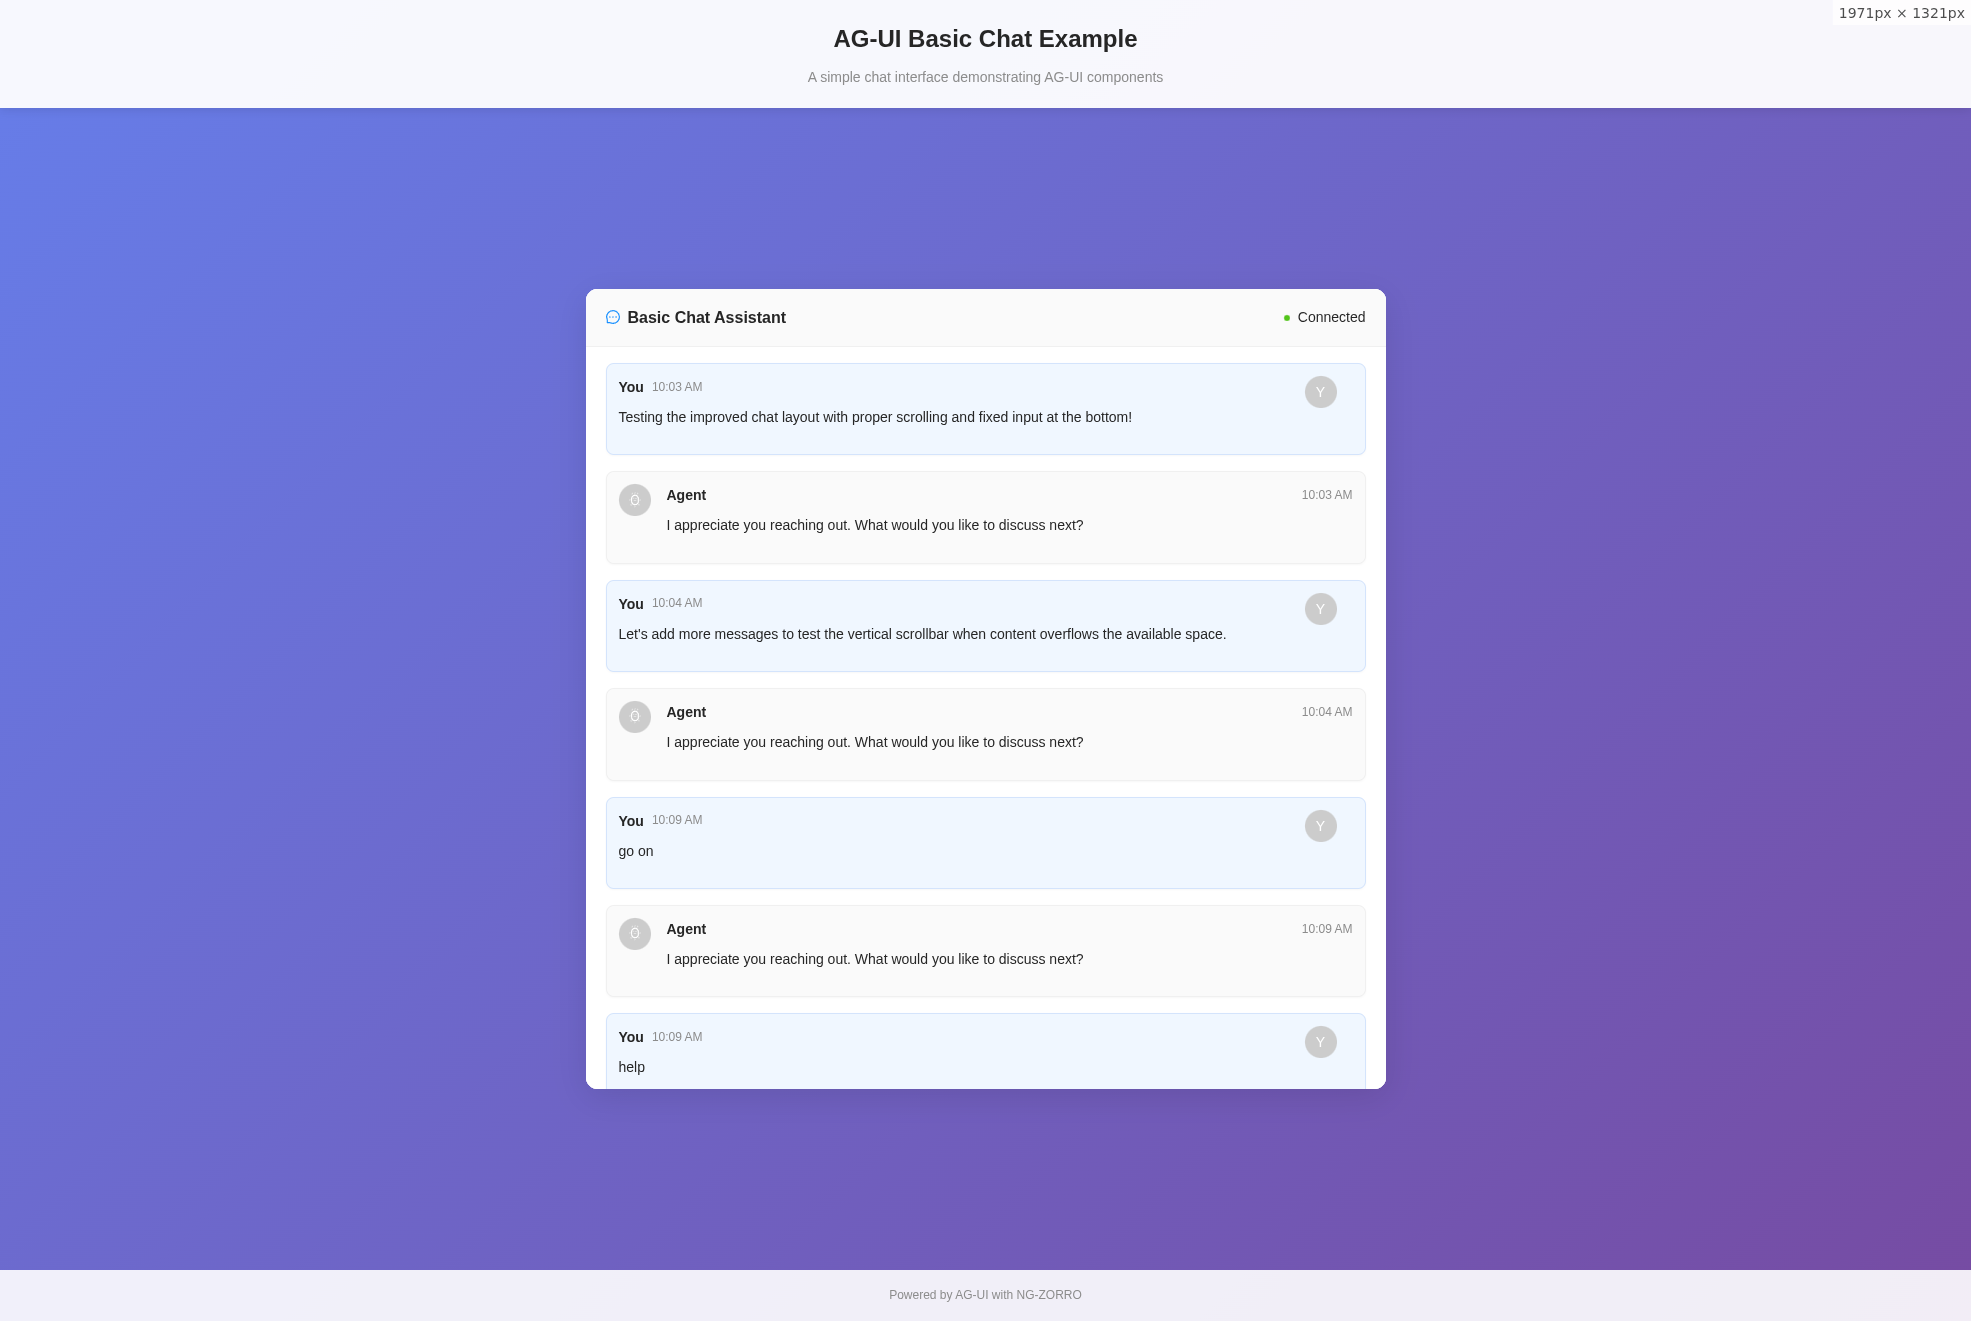 1971px × 1321px
AG-UI Basic Chat Example
A simple chat interface demonstrating AG-UI components
Basic Chat Assistant
Connected
You 10:03 AM
Y
Testing the improved chat layout with proper scrolling and fixed input at the bottom!
Agent 10:03 AM
I appreciate you reaching out. What would you like to discuss next?
You 10:04 AM
Y
Let's add more messages to test the vertical scrollbar when content overflows the available space.
Agent 10:04 AM
I appreciate you reaching out. What would you like to discuss next?
You 10:09 AM
Y
go on
Agent 10:09 AM
I appreciate you reaching out. What would you like to discuss next?
You 10:09 AM
Y
help
Powered by AG-UI with NG-ZORRO